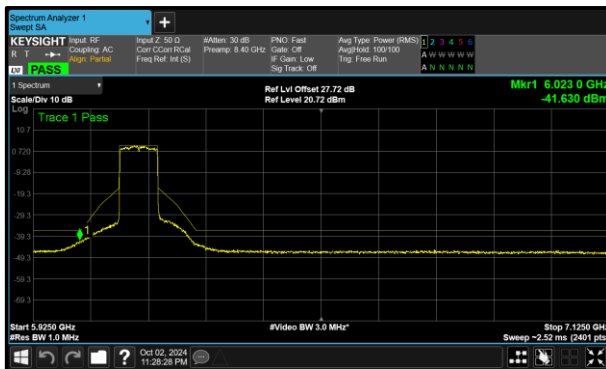 Spectrum Analyzer 1
Swept SA
+
KEYSIGHT
R T
LXI PASS
Input: RF
Coupling: AC
Align: Partial
Input Z: 50 Ω
Corr CCorr RCal
Freq Ref: Int (S)
#Atten: 30 dB
Preamp: 8.40 GHz
PNO: Fast
Gate: Off
IF Gain: Low
Sig Track: Off
Avg Type: Power (RMS)
Avg|Hold: 100/100
Trig: Free Run
1 2 3 4 5 6
A W W W W W
A N N N N N
1 Spectrum
Scale/Div 10 dB
Ref Lvl Offset 27.72 dB
Ref Level 20.72 dBm
Mkr1 6.023 0 GHz
-41.630 dBm
Log
Trace 1 Pass
10.7
0.720
-9.28
-19.3
-29.3
-39.3
-49.3
-59.3
-69.3
1
Start 5.9250 GHz
#Res BW 1.0 MHz
#Video BW 3.0 MHz*
Stop 7.1250 GHz
Sweep ~2.52 ms (2401 pts)
?
Oct 02, 2024
11:28:28 PM